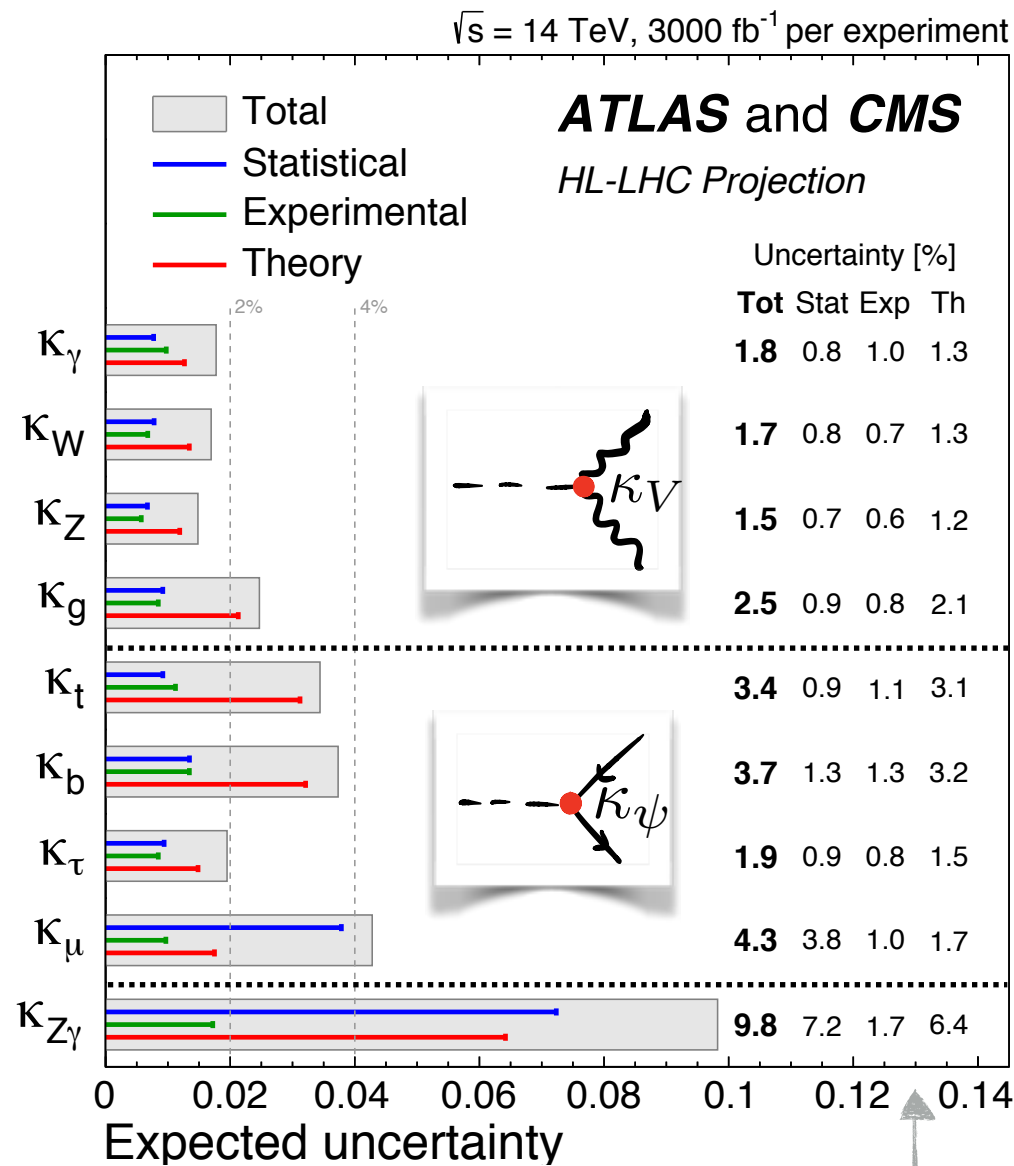 √s = 14 TeV, 3000 fb⁻¹ per experiment
Total
Statistical
Experimental
Theory
ATLAS and CMS
HL-LHC Projection
Uncertainty [%]
Tot Stat Exp Th
2% 4%
κγ 1.8 0.8 1.0 1.3
κW 1.7 0.8 0.7 1.3
κV
κZ 1.5 0.7 0.6 1.2
κg 2.5 0.9 0.8 2.1
κt 3.4 0.9 1.1 3.1
κb 3.7 1.3 1.3 3.2
κψ
κτ 1.9 0.9 0.8 1.5
κμ 4.3 3.8 1.0 1.7
κZγ 9.8 7.2 1.7 6.4
0 0.02 0.04 0.06 0.08 0.1 0.12 0.14
Expected uncertainty